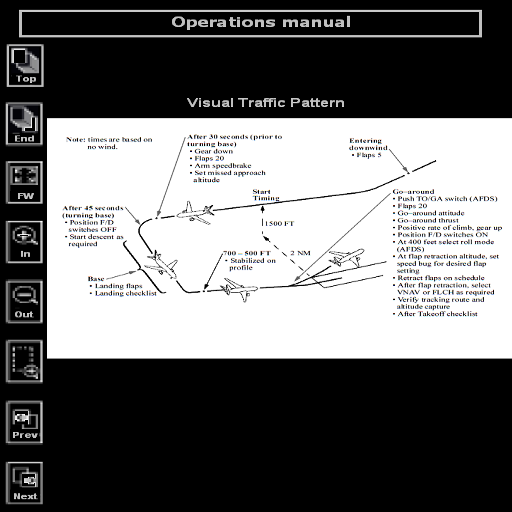 Operations manual
Top
End
FW
In
Out
Prev
Next
Visual Traffic Pattern
Note: times are based on
no wind.
After 30 seconds (prior to
turning base)
• Gear down
• Flaps 20
• Arm speedbrake
• Set missed approach
altitude
Entering
downwind
• Flaps 5
Start
Timing
1500 FT
2 NM
After 45 seconds
(turning base)
• Position F/D
switches OFF
• Start descent as
required
Base
• Landing flaps
• Landing checklist
700 – 500 FT
• Stabilized on
profile
Go–around
• Push TO/GA switch (AFDS)
• Flaps 20
• Go–around attitude
• Go–around thrust
• Positive rate of climb, gear up
• Position F/D switches ON
• At 400 feet select roll mode
(AFDS)
• At flap retraction altitude, set
speed bug for desired flap
setting
• Retract flaps on schedule
• After flap retraction, select
VNAV or FLCH as required
• Verify tracking route and
altitude capture
• After Takeoff checklist